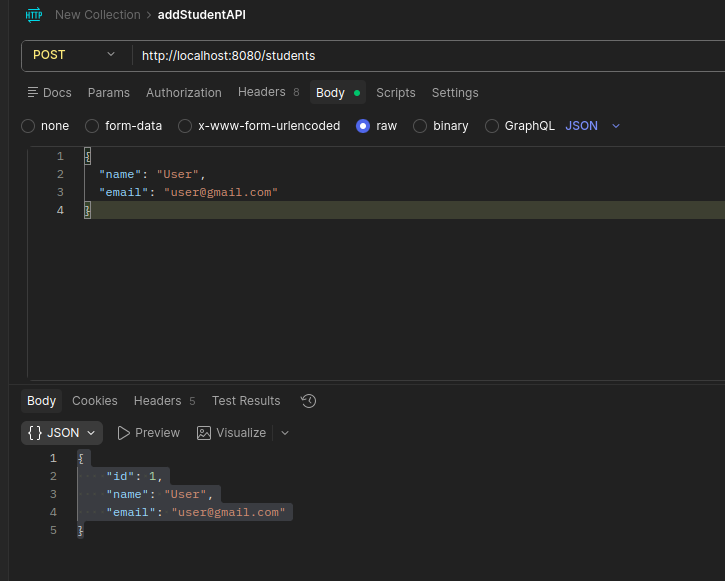 HTTP New Collection > addStudentAPI
POST http://localhost:8080/students
Docs Params Authorization Headers 8 Body Scripts Settings
none form-data x-www-form-urlencoded raw binary GraphQL JSON
1 {
2 "name": "User",
3 "email": "user@gmail.com"
4 }
Body Cookies Headers 5 Test Results
{} JSON Preview Visualize
1 {
2 "id": 1,
3 "name": "User",
4 "email": "user@gmail.com"
5 }